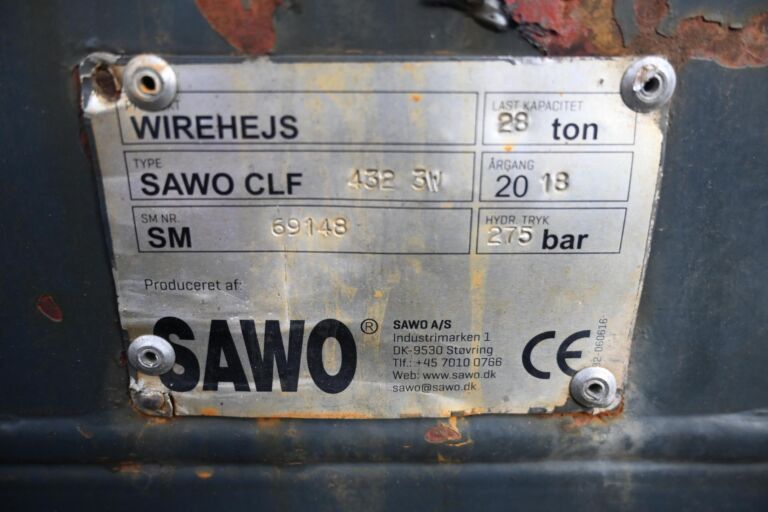 LAST KAPACITET
WIREHEJS 28 ton
TYPE ÅRGANG
SAWO CLF 432 3W 20 18
SM NR. HYDR. TRYK
SM 69148 275 bar
Produceret af:
SAWO®
SAWO A/S
Industrimarken 1
DK-9530 Støvring
Tlf.: +45 7010 0766
Web: www.sawo.dk
sawo@sawo.dk
CE